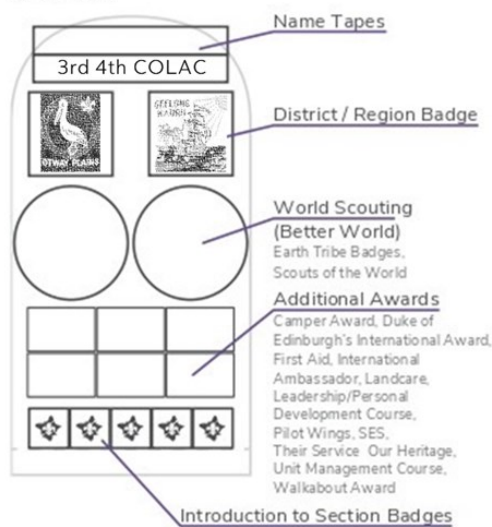 Name Tapes
3rd 4th COLAC
OTWAY PLAINS
GEELONG
District / Region Badge
World Scouting
(Better World)
Earth Tribe Badges,
Scouts of the World
Additional Awards
Camper Award, Duke of
Edinburgh's International Award,
First Aid, International
Ambassador, Landcare,
Leadership/Personal
Development Course,
Pilot Wings, SES,
Their Service Our Heritage,
Unit Management Course,
Walkabout Award
Introduction to Section Badges